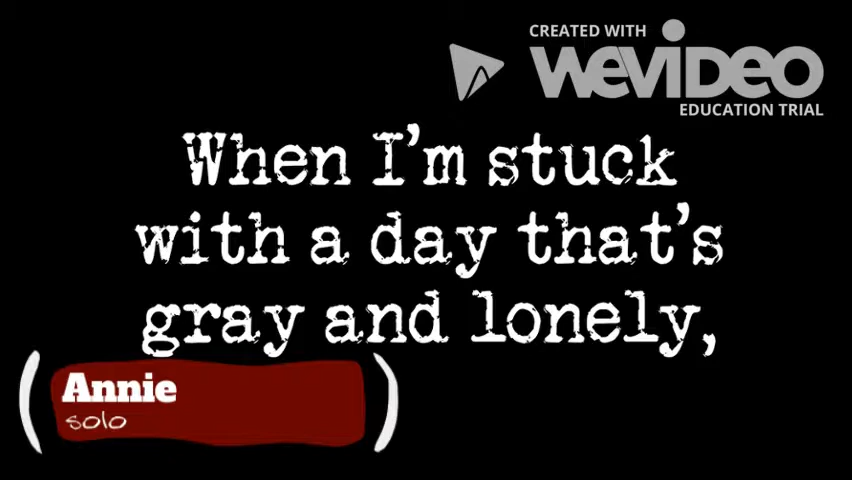 CREATED WITH
WEVIDEO
EDUCATION TRIAL
When I'm stuck
with a day that's
gray and lonely,
Annie
solo